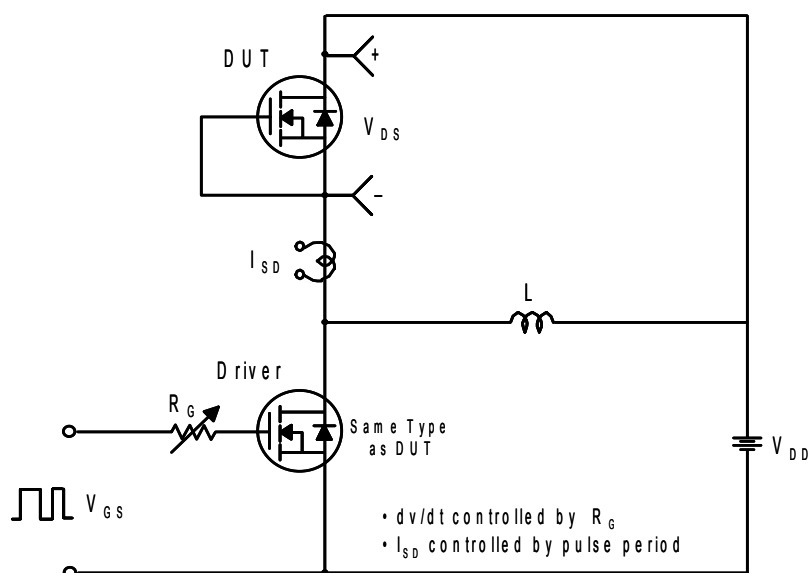 DUT
+
V DS
-
I SD
L
Driver
R G
Same Type
as DUT
V DD
V GS
• dv/dt controlled by R G
• I SD controlled by pulse period